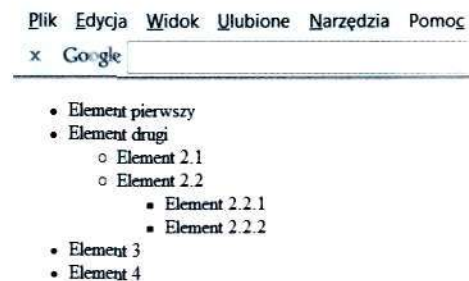 Plik Edycja Widok Ulubione Narzędzia Pomoc
x Google
• Element pierwszy
• Element drugi
○ Element 2.1
○ Element 2.2
▪ Element 2.2.1
▪ Element 2.2.2
• Element 3
• Element 4